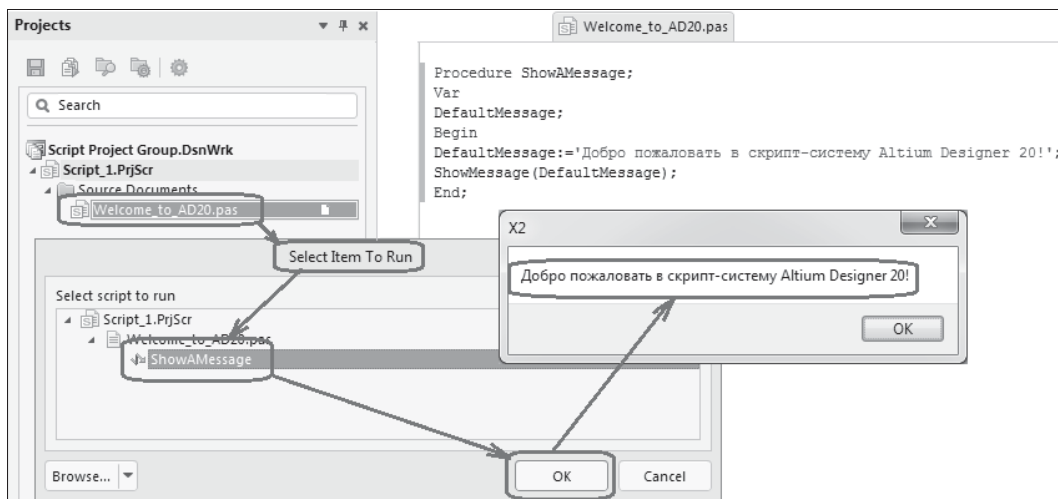 Projects
Search
Script Project Group.DsnWrk
Script_1.PrjScr
Source Documents
Welcome_to_AD20.pas
Welcome_to_AD20.pas
Procedure ShowAMessage;
Var
DefaultMessage;
Begin
DefaultMessage:='Добро пожаловать в скрипт-систему Altium Designer 20!';
ShowMessage(DefaultMessage);
End;
Select Item To Run
Select script to run
Script_1.PrjScr
Welcome_to_AD20.pas
ShowAMessage
Browse...
OK
Cancel
X2
Добро пожаловать в скрипт-систему Altium Designer 20!
OK